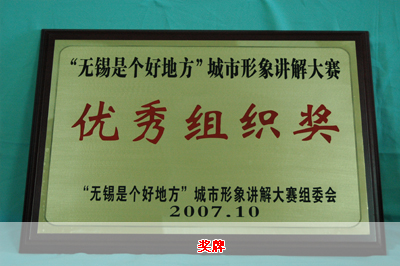 “无锡是个好地方”城市形象讲解大赛
优秀组织奖
“无锡是个好地方”城市形象讲解大赛组委会
2007.10
奖牌